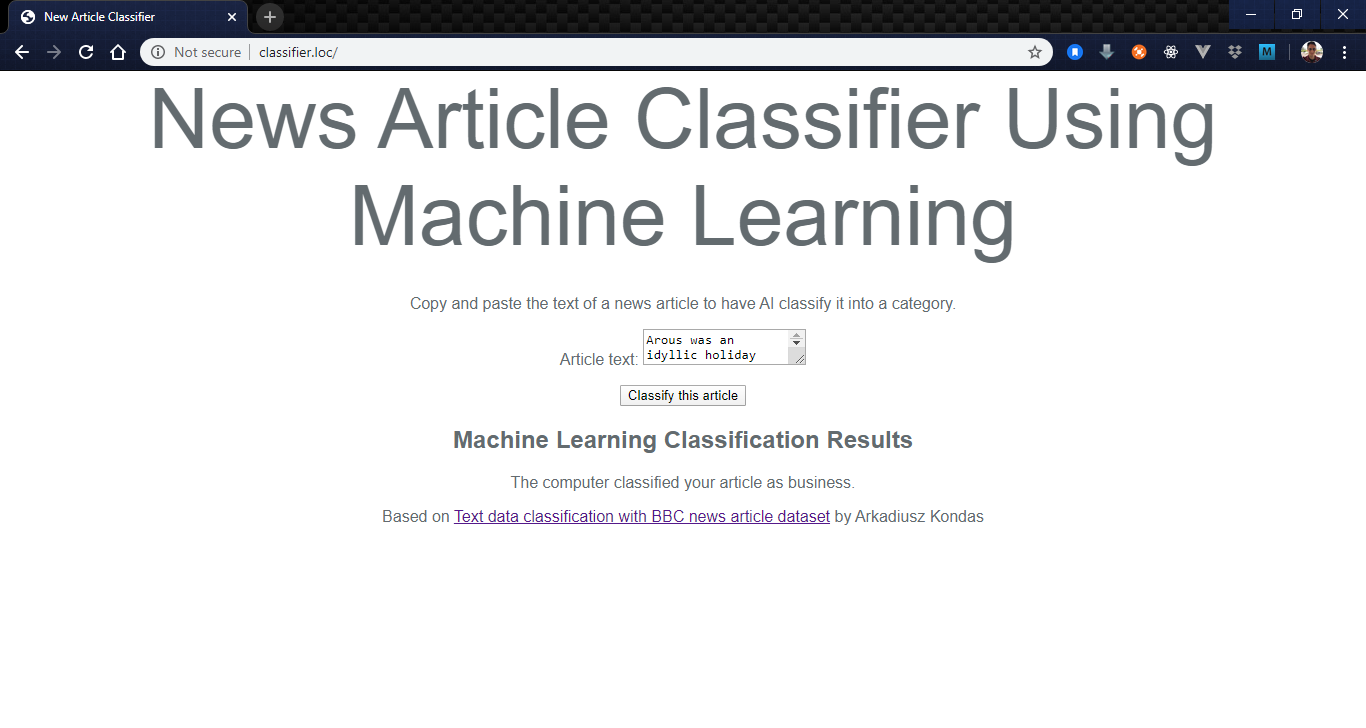 New Article Classifier
Not secure classifier.loc/
M
News Article Classifier Using
Machine Learning
Copy and paste the text of a news article to have AI classify it into a category.
Article text:
Arous was an
idyllic holiday
Classify this article
Machine Learning Classification Results
The computer classified your article as business.
Based on Text data classification with BBC news article dataset by Arkadiusz Kondas